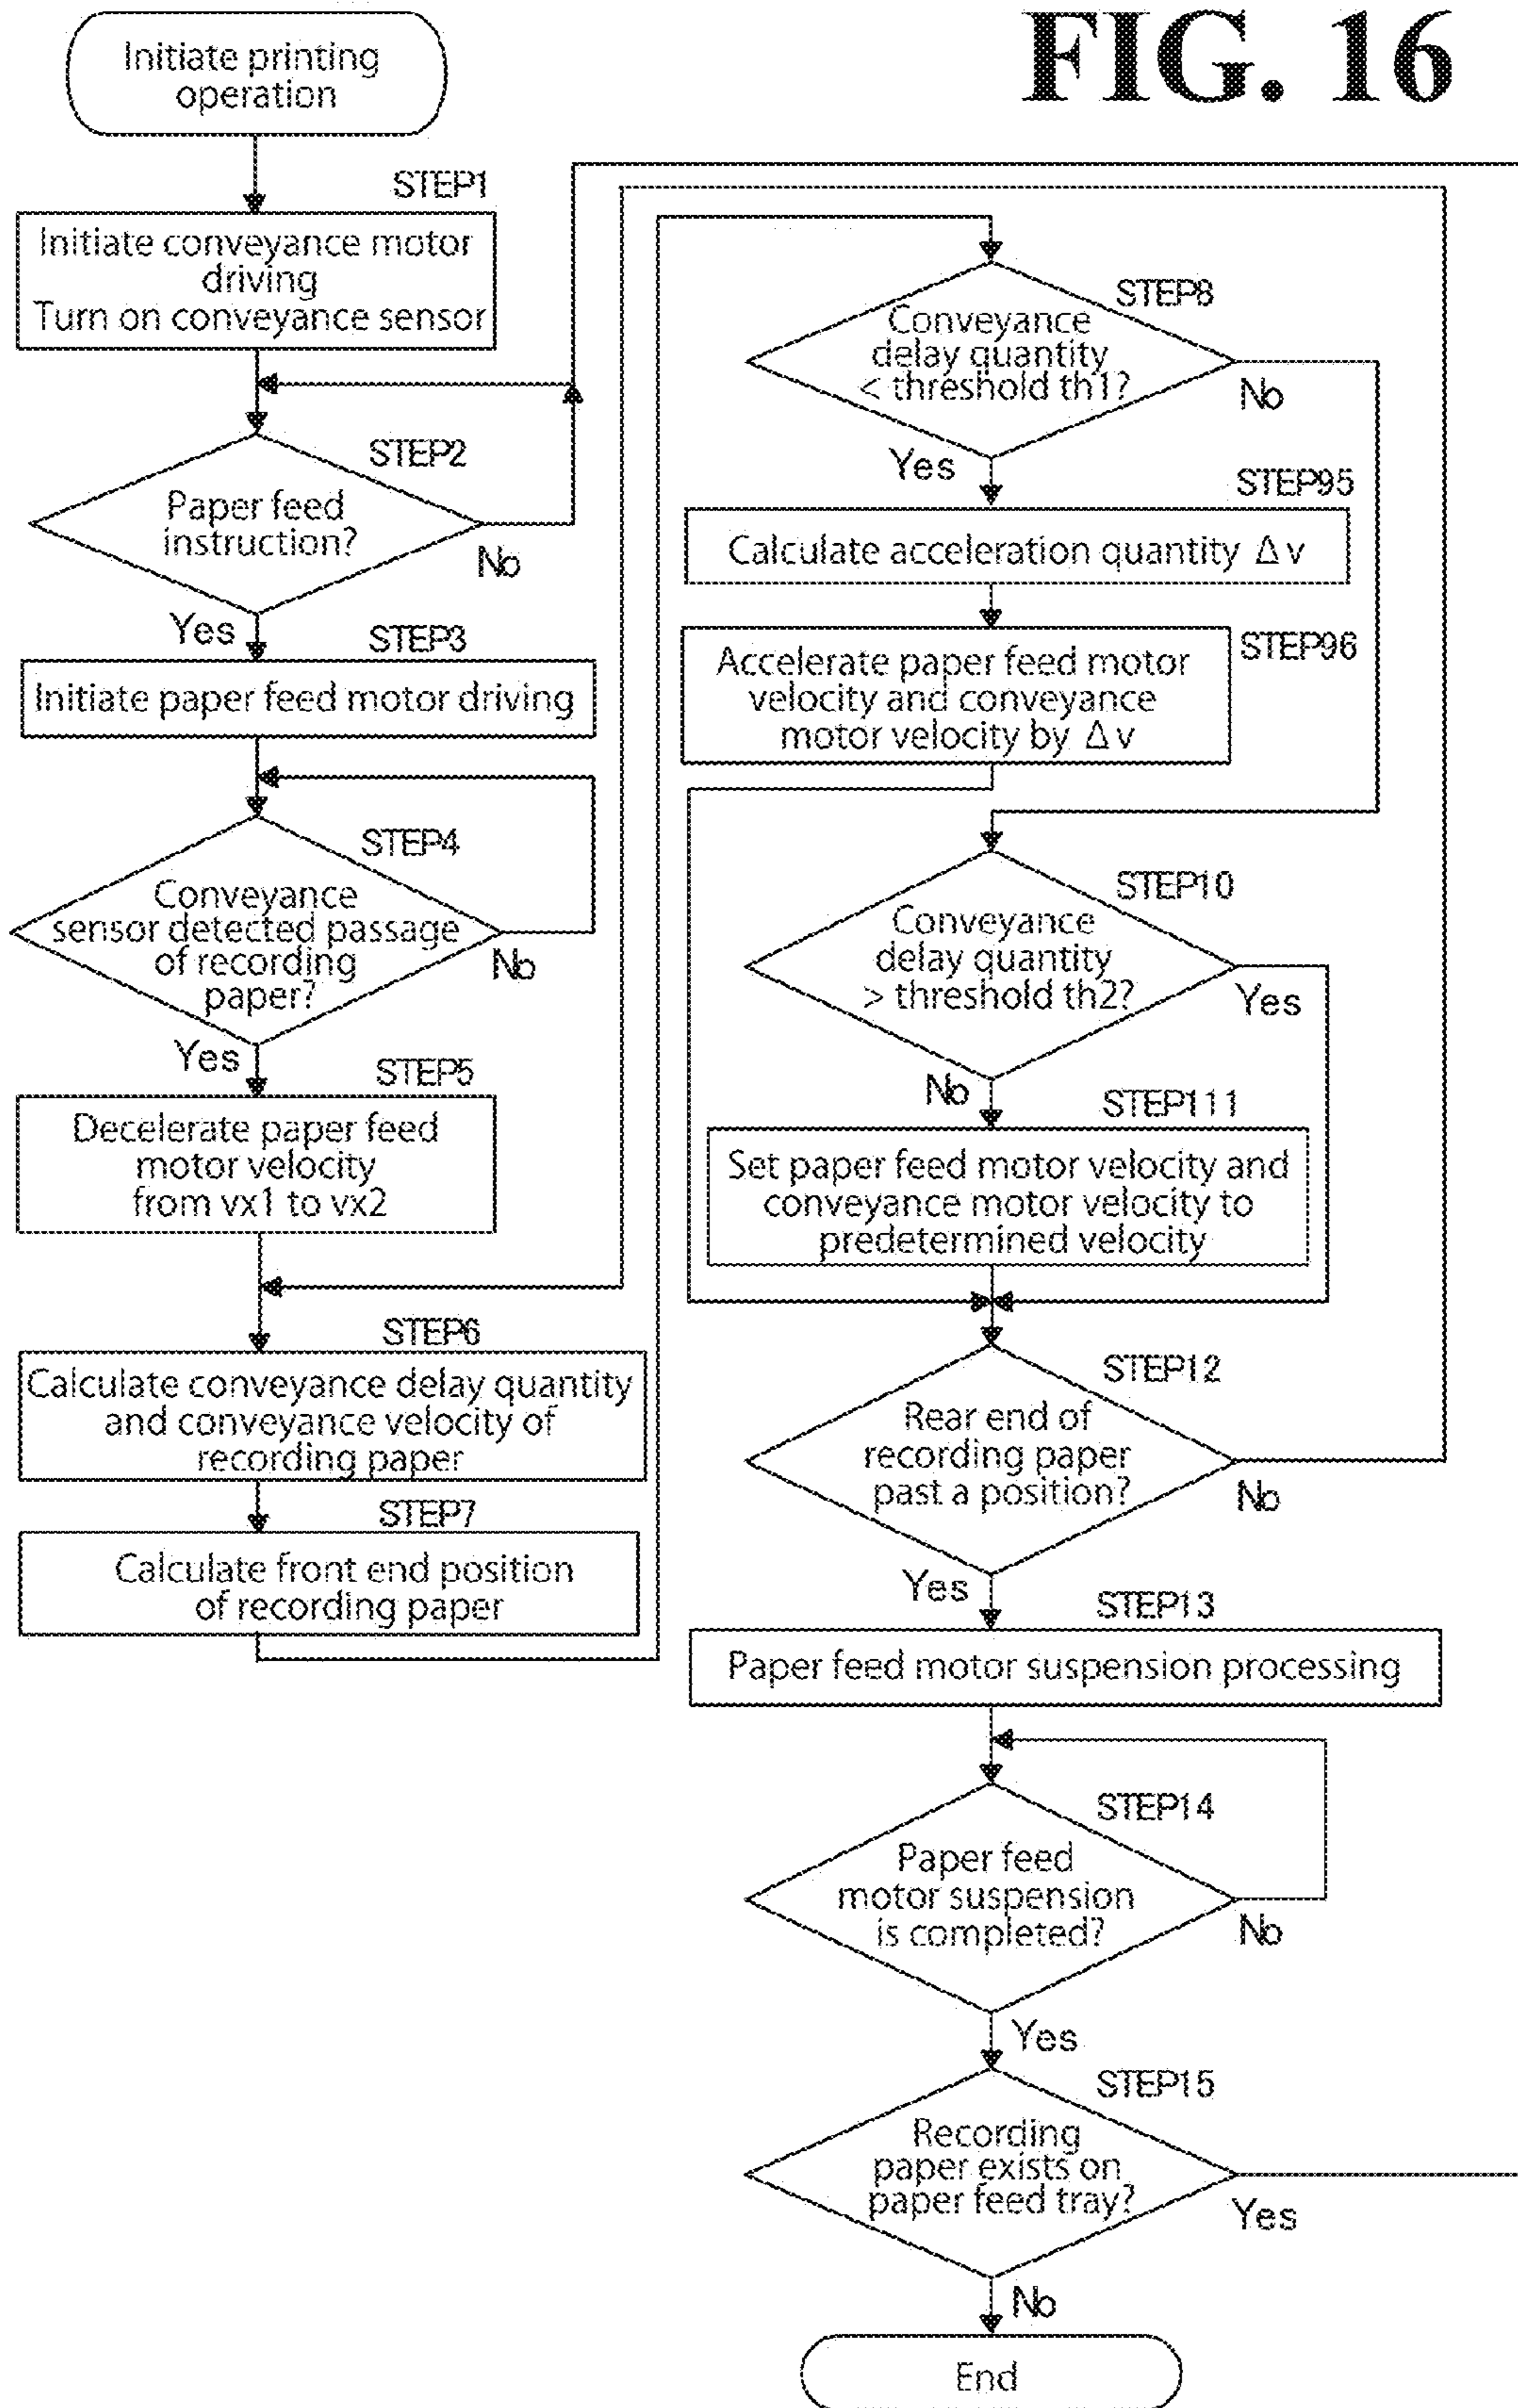 FIG. 16
Initiate printing
operation
STEP1
Initiate conveyance motor
driving
Turn on conveyance sensor
STEP2
Paper feed
instruction?
No
Yes
STEP3
Initiate paper feed motor driving
STEP4
Conveyance
sensor detected passage
of recording
paper?
No
Yes
STEP5
Decelerate paper feed
motor velocity
from vx1 to vx2
STEP6
Calculate conveyance delay quantity
and conveyance velocity of
recording paper
STEP7
Calculate front end position
of recording paper
STEP8
Conveyance
delay quantity
< threshold th1?
No
Yes
STEP95
Calculate acceleration quantity Δv
STEP96
Accelerate paper feed motor
velocity and conveyance
motor velocity by Δv
STEP10
Conveyance
delay quantity
> threshold th2?
Yes
No
STEP111
Set paper feed motor velocity and
conveyance motor velocity to
predetermined velocity
STEP12
Rear end of
recording paper
past a position?
No
Yes
STEP13
Paper feed motor suspension processing
STEP14
Paper feed
motor suspension
is completed?
No
Yes
STEP15
Recording
paper exists on
paper feed tray?
Yes
No
End